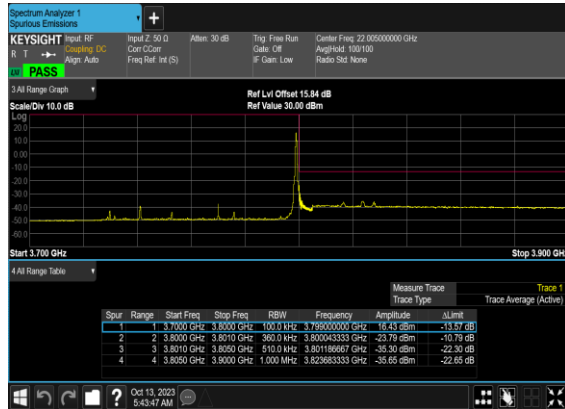 Spectrum Analyzer 1
Spurious Emissions
KEYSIGHT Input: RF Input Z: 50 Ω Atten: 30 dB Trig: Free Run Center Freq: 22.005000000 GHz
R T Coupling: DC Corr CCorr Gate: Off Avg|Hold: 100/100
Align: Auto Freq Ref: Int (S) IF Gain: Low Radio Std: None
LW PASS
3 All Range Graph
Ref Lvl Offset 15.84 dB
Scale/Div 10.0 dB Ref Value 30.00 dBm
Log
20.0
10.0
0.00
-10.0
-20.0
-30.0
-40.0
-50.0
-60.0
Start 3.700 GHz Stop 3.900 GHz
4 All Range Table
Measure Trace Trace 1
Trace Type Trace Average (Active)
Spur Range Start Freq Stop Freq RBW Frequency Amplitude ΔLimit
1 1 3.7000 GHz 3.8000 GHz 100.0 kHz 3.799000000 GHz 16.43 dBm -13.57 dB
2 2 3.8000 GHz 3.8010 GHz 360.0 kHz 3.800043333 GHz -23.79 dBm -10.79 dB
3 3 3.8010 GHz 3.8050 GHz 510.0 kHz 3.801186667 GHz -35.30 dBm -22.30 dB
4 4 3.8050 GHz 3.9000 GHz 1.000 MHz 3.823683333 GHz -35.65 dBm -22.65 dB
? Oct 13, 2023
5:43:47 AM